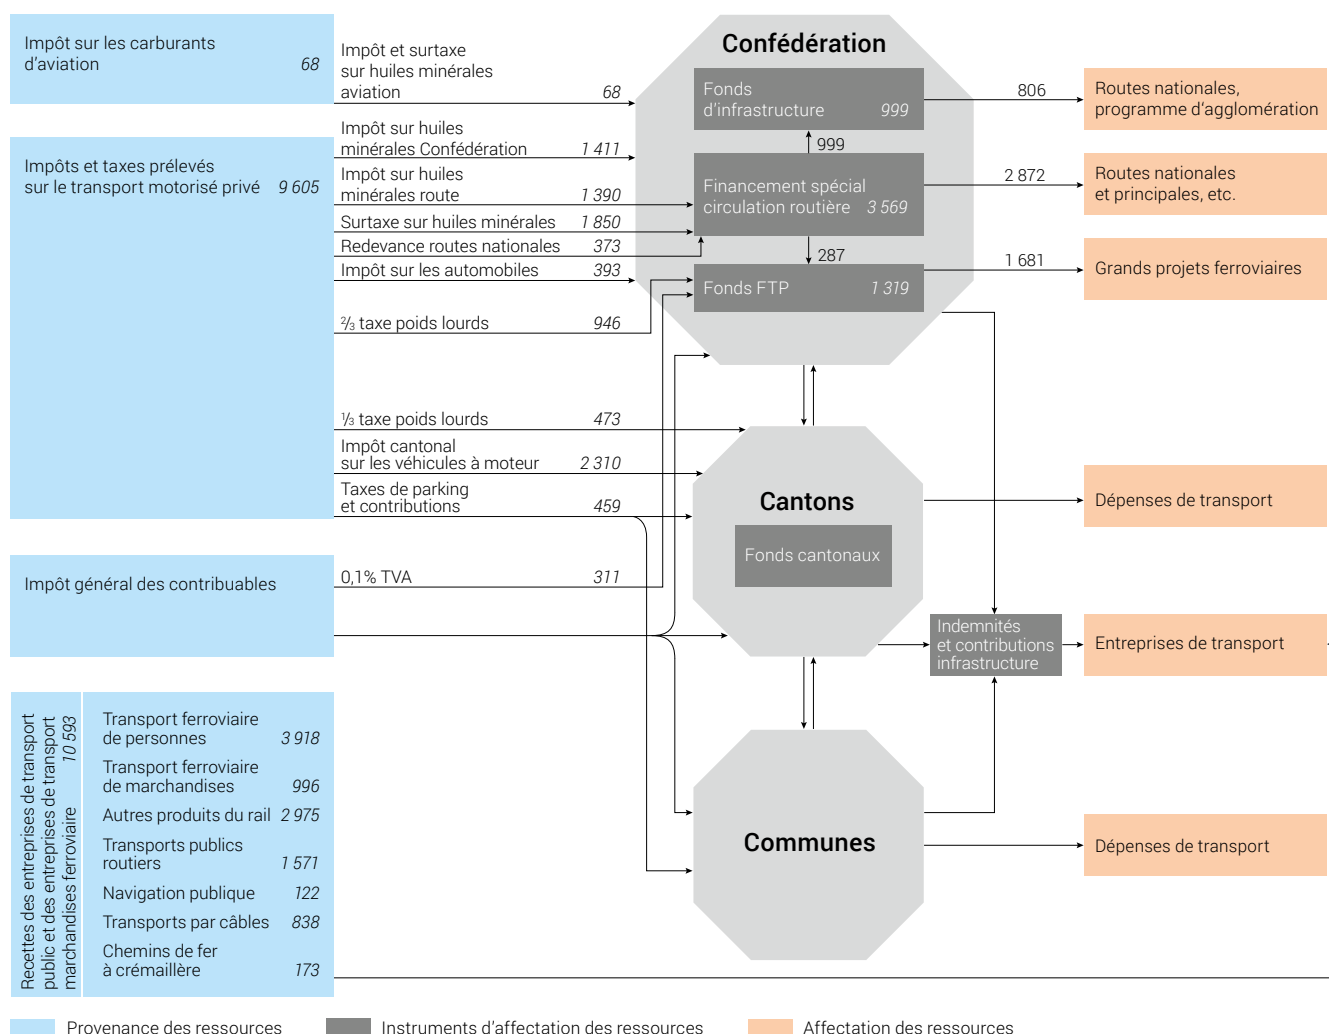 Impôt sur les carburants
d'aviation 68
Impôt et surtaxe
sur huiles minérales
aviation 68
Impôts et taxes prélevés
sur le transport motorisé privé 9 605
Impôt sur huiles
minérales Confédération 1 411
Impôt sur huiles
minérales route 1 390
Surtaxe sur huiles minérales 1 850
Redevance routes nationales 373
Impôt sur les automobiles 393
⅔ taxe poids lourds 946
⅓ taxe poids lourds 473
Impôt cantonal
sur les véhicules à moteur 2 310
Taxes de parking
et contributions 459
Impôt général des contribuables
0,1% TVA 311
Recettes des entreprises de transport
public et des entreprises de transport
marchandises ferroviaire 10 593
Transport ferroviaire
de personnes 3 918
Transport ferroviaire
de marchandises 996
Autres produits du rail 2 975
Transports publics
routiers 1 571
Navigation publique 122
Transports par câbles 838
Chemins de fer
à crémaillère 173
Confédération
Fonds
d'infrastructure 999
999
Financement spécial
circulation routière 3 569
287
Fonds FTP 1 319
Cantons
Fonds cantonaux
Communes
Indemnités
et contributions
infrastructure
806
Routes nationales,
programme d'agglomération
2 872
Routes nationales
et principales, etc.
1 681
Grands projets ferroviaires
Dépenses de transport
Entreprises de transport
Dépenses de transport
Provenance des ressources
Instruments d'affectation des ressources
Affectation des ressources